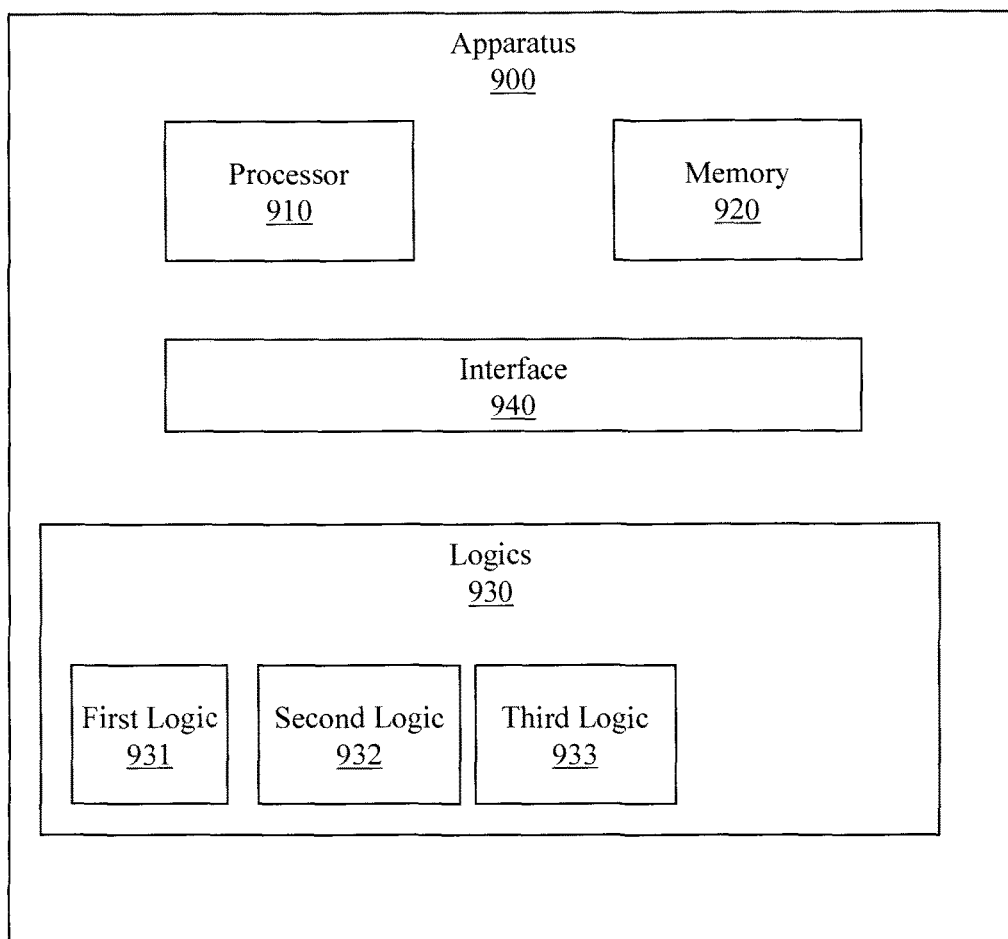 Apparatus
900
Processor
910
Memory
920
Interface
940
Logics
930
First Logic
931
Second Logic
932
Third Logic
933